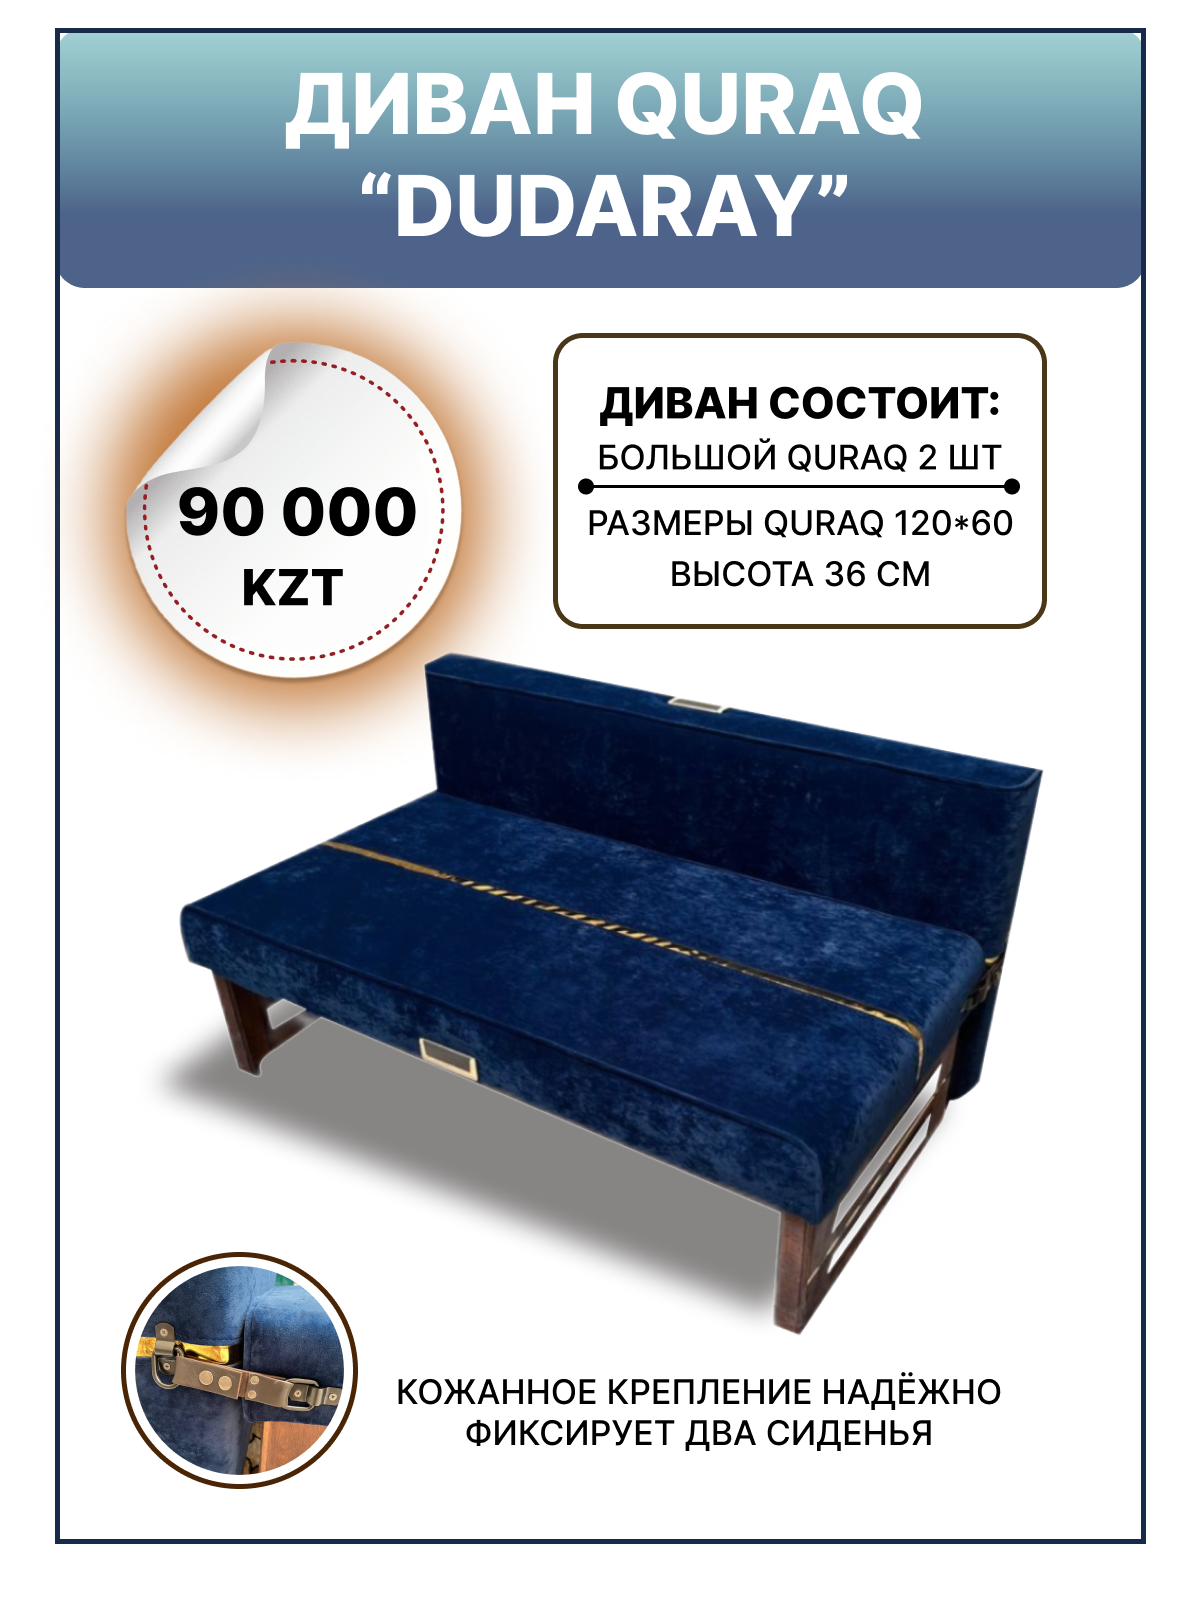 ДИВАН QURAQ
“DUDARAY”
90 000
KZT
ДИВАН СОСТОИТ:
БОЛЬШОЙ QURAQ 2 ШТ
РАЗМЕРЫ QURAQ 120*60
ВЫСОТА 36 СМ
КОЖАННОЕ КРЕПЛЕНИЕ НАДЁЖНО
ФИКСИРУЕТ ДВА СИДЕНЬЯ